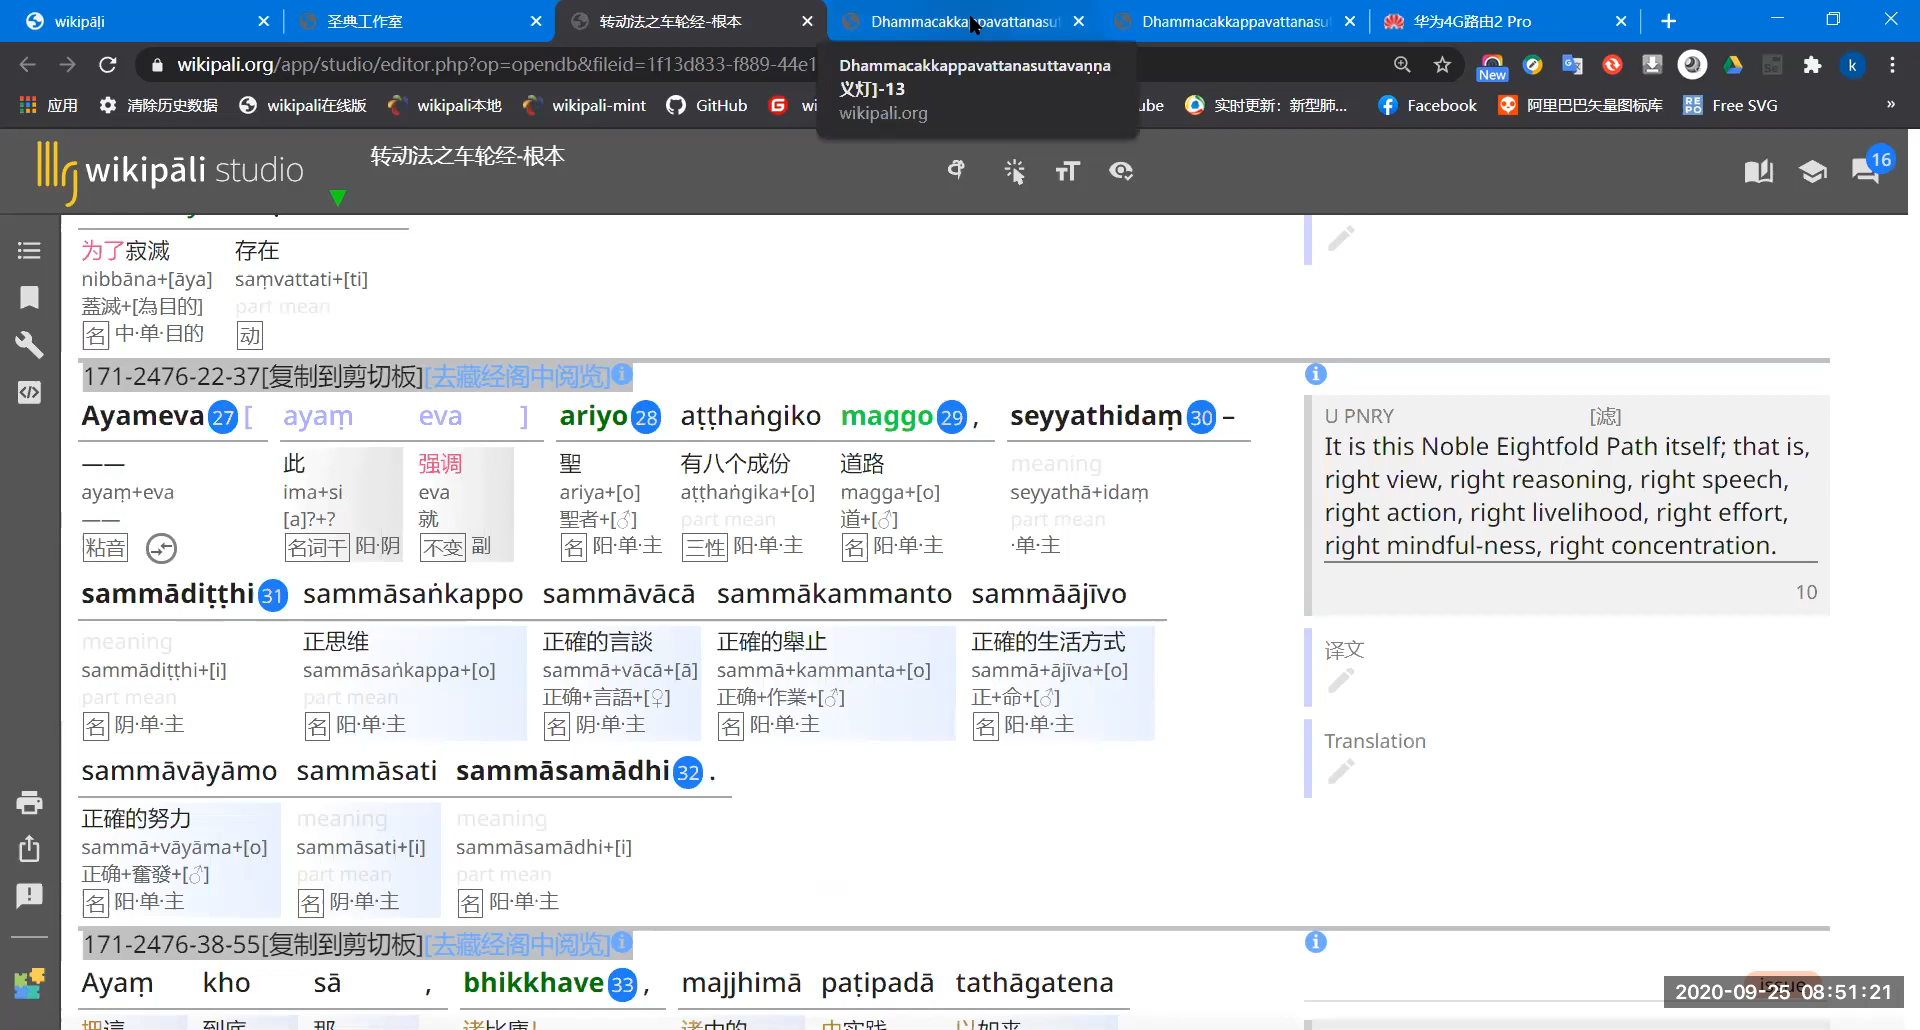 wikipāḷi
圣典工作室
转动法之车轮经-根本
Dhammacakkappavattanasu
Dhammacakkappavattanasu
华为4G路由2 Pro
wikipali.org/app/studio/editor.php?op=opendb&fileid=1f13d833-f889-44e1
New
k
Dhammacakkappavattanasuttavaṇṇa
义灯]-13
wikipali.org
应用
清除历史数据
wikipali在线版
wikipali本地
wikipali-mint
GitHub
wi
ube
实时更新：新型肺...
Facebook
阿里巴巴矢量图标库
Free SVG
wikipāli studio
转动法之车轮经-根本
16
为了寂滅 存在
nibbāna+[āya] saṃvattati+[ti]
蓋滅+[為目的] part mean
名 中·单·目的 动
171-2476-22-37[复制到剪切板][去藏经阁中阅览]
Ayameva 27 [ ayaṃ eva ] ariyo 28 aṭṭhaṅgiko maggo 29 , seyyathidaṃ 30 –
—— 此 强调 聖 有八个成份 道路 meaning
ayaṃ+eva ima+si eva ariya+[o] aṭṭhaṅgika+[o] magga+[o] seyyathā+idaṃ
—— [a]?+? 就 聖者+[♂] part mean 道+[♂] part mean
粘音 名词干 阳·阴 不变 副 名 阳·单·主 三性 阳·单·主 名 阳·单·主 ·单·主
sammādiṭṭhi 31 sammāsaṅkappo sammāvācā sammākammanto sammāājīvo
meaning 正思维 正確的言談 正確的舉止 正確的生活方式
sammādiṭṭhi+[i] sammāsaṅkappa+[o] sammā+vācā+[ā] sammā+kammanta+[o] sammā+ājīva+[o]
part mean part mean 正确+言語+[♀] 正确+作業+[♂] 正+命+[♂]
名 阴·单·主 名 阳·单·主 名 阴·单·主 名 阳·单·主 名 阳·单·主
sammāvāyāmo sammāsati sammāsamādhi 32 .
正確的努力 meaning meaning
sammā+vāyāma+[o] sammāsati+[i] sammāsamādhi+[i]
正确+奮發+[♂] part mean part mean
名 阳·单·主 名 阴·单·主 名 阳·单·主
171-2476-38-55[复制到剪切板][去藏经阁中阅览]
Ayaṃ kho sā , bhikkhave 33 , majjhimā paṭipadā tathāgatena
U PNRY [滤]
It is this Noble Eightfold Path itself; that is,
right view, right reasoning, right speech,
right action, right livelihood, right effort,
right mindful-ness, right concentration.
10
译文
Translation
issue
2020-09-25 08:51:21